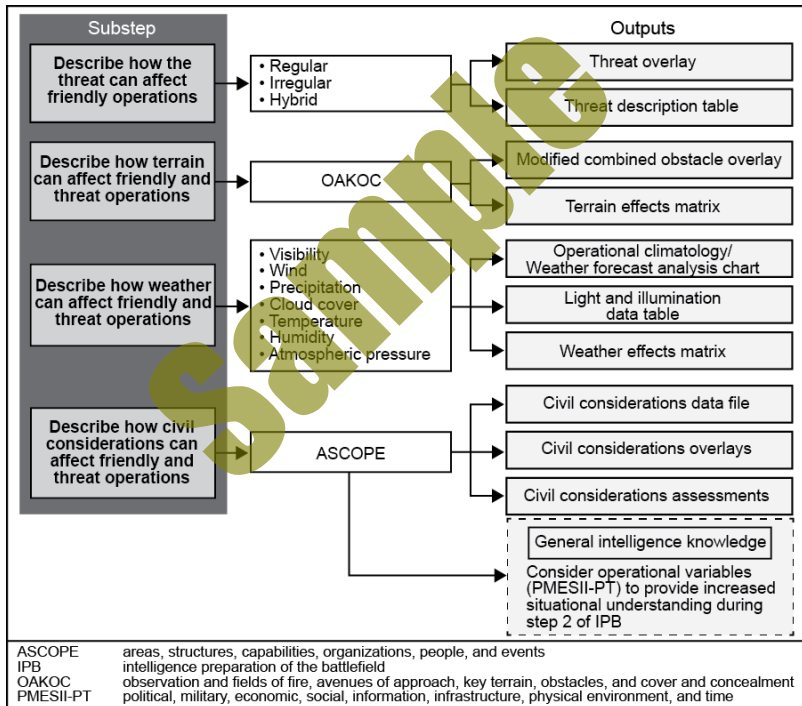 Substep
Outputs
Describe how the
threat can affect
friendly operations
• Regular
• Irregular
• Hybrid
Threat overlay
Threat description table
Describe how terrain
can affect friendly and
threat operations
OAKOC
Modified combined obstacle overlay
Terrain effects matrix
Describe how weather
can affect friendly and
threat operations
• Visibility
• Wind
• Precipitation
• Cloud cover
• Temperature
• Humidity
• Atmospheric pressure
Operational climatology/
Weather forecast analysis chart
Light and illumination
data table
Weather effects matrix
Describe how civil
considerations can
affect friendly and
threat operations
ASCOPE
Civil considerations data file
Civil considerations overlays
Civil considerations assessments
General intelligence knowledge
Consider operational variables
(PMESII-PT) to provide increased
situational understanding during
step 2 of IPB
Sample
ASCOPE areas, structures, capabilities, organizations, people, and events
IPB intelligence preparation of the battlefield
OAKOC observation and fields of fire, avenues of approach, key terrain, obstacles, and cover and concealment
PMESII-PT political, military, economic, social, information, infrastructure, physical environment, and time